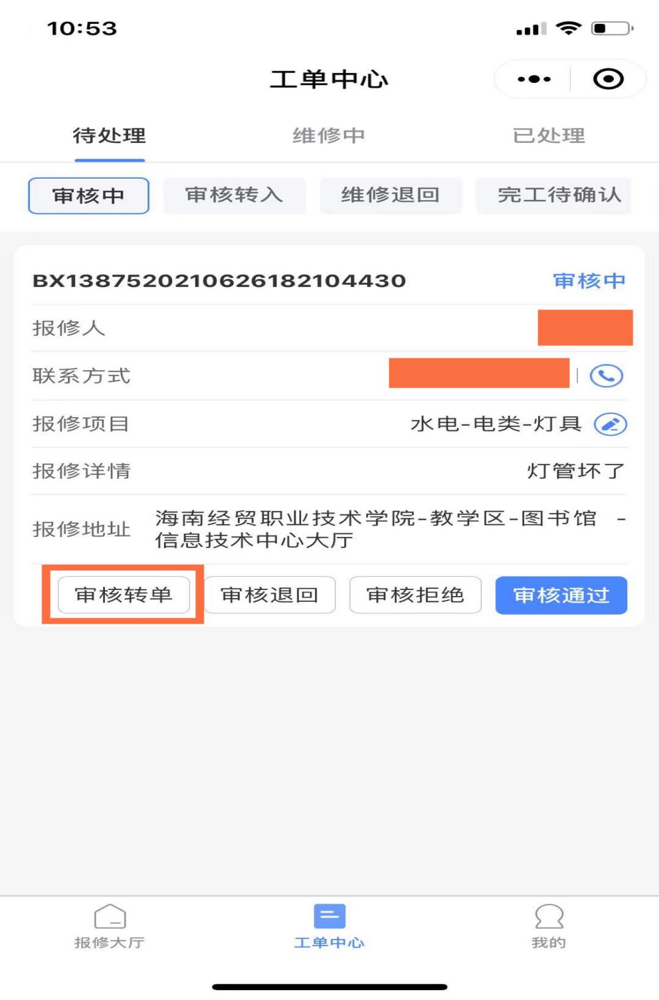 10:53
工单中心
待处理 维修中 已处理
审核中 审核转入 维修退回 完工待确认
BX13875202106261821044​30 审核中
报修人
联系方式
报修项目 水电-电类-灯具
报修详情 灯管坏了
报修地址 海南经贸职业技术学院-教学区-图书馆 -
信息技术中心大厅
审核转单 审核退回 审核拒绝 审核通过
报修大厅 工单中心 我的